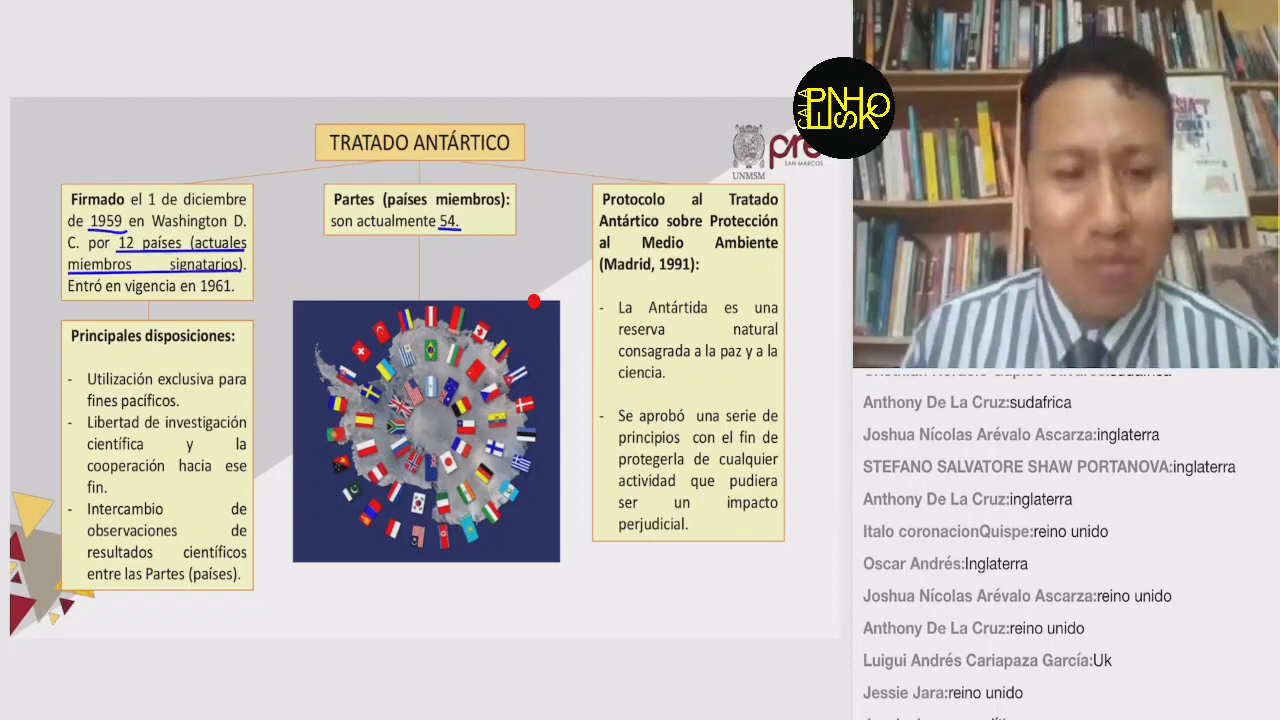 TRATADO ANTÁRTICO
UNMSM
pre
SAN MARCOS
CALA
PNHO
ESK
Firmado el 1 de diciembre
de 1959 en Washington D.
C. por 12 países (actuales
miembros signatarios).
Entró en vigencia en 1961.
Principales disposiciones:
- Utilización exclusiva para
fines pacíficos.
- Libertad de investigación
científica y la
cooperación hacia ese
fin.
- Intercambio de
observaciones de
resultados científicos
entre las Partes (países).
Partes (países miembros):
son actualmente 54.
Protocolo al Tratado
Antártico sobre Protección
al Medio Ambiente
(Madrid, 1991):
- La Antártida es una
reserva natural
consagrada a la paz y a la
ciencia.
- Se aprobó una serie de
principios con el fin de
protegerla de cualquier
actividad que pudiera
ser un impacto
perjudicial.
Anthony De La Cruz:sudafrica
Joshua Nícolas Arévalo Ascarza:inglaterra
STEFANO SALVATORE SHAW PORTANOVA:inglaterra
Anthony De La Cruz:inglaterra
Italo coronacionQuispe:reino unido
Oscar Andrés:Inglaterra
Joshua Nícolas Arévalo Ascarza:reino unido
Anthony De La Cruz:reino unido
Luigui Andrés Cariapaza García:Uk
Jessie Jara:reino unido